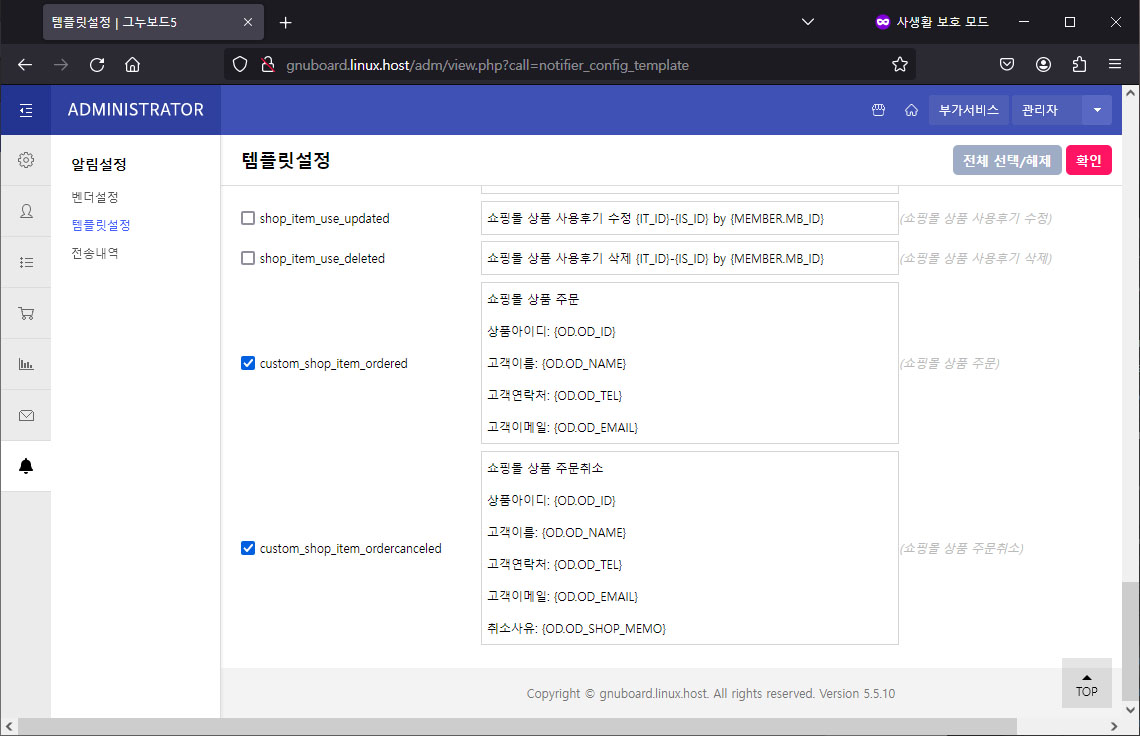 템플릿설정 | 그누보드5
사생활 보호 모드
gnuboard.linux.host/adm/view.php?call=notifier_config_template
ADMINISTRATOR
부가서비스
관리자
알림설정
벤더설정
템플릿설정
전송내역
템플릿설정
전체 선택/해제
확인
shop_item_use_updated
쇼핑몰 상품 사용후기 수정 {IT_ID}-{IS_ID} by {MEMBER.MB_ID}
(쇼핑몰 상품 사용후기 수정)
shop_item_use_deleted
쇼핑몰 상품 사용후기 삭제 {IT_ID}-{IS_ID} by {MEMBER.MB_ID}
(쇼핑몰 상품 사용후기 삭제)
custom_shop_item_ordered
쇼핑몰 상품 주문
상품아이디: {OD.OD_ID}
고객이름: {OD.OD_NAME}
고객연락처: {OD.OD_TEL}
고객이메일: {OD.OD_EMAIL}
(쇼핑몰 상품 주문)
custom_shop_item_ordercanceled
쇼핑몰 상품 주문취소
상품아이디: {OD.OD_ID}
고객이름: {OD.OD_NAME}
고객연락처: {OD.OD_TEL}
고객이메일: {OD.OD_EMAIL}
취소사유: {OD.OD_SHOP_MEMO}
(쇼핑몰 상품 주문취소)
Copyright © gnuboard.linux.host. All rights reserved. Version 5.5.10
TOP